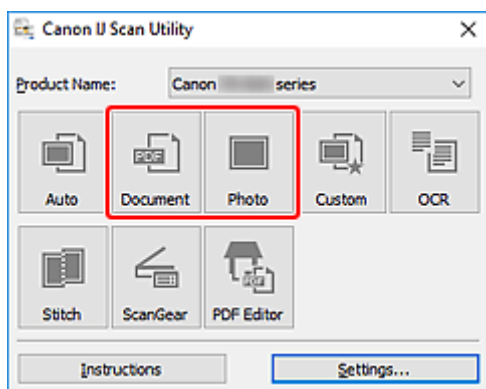 Canon IJ Scan Utility
Product Name: Canon series
PDF
Auto Document Photo Custom OCR
Stitch ScanGear PDF Editor
Instructions Settings...